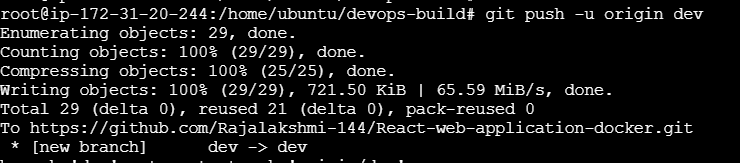 root@ip-172-31-20-244:/home/ubuntu/devops-build# git push -u origin dev
Enumerating objects: 29, done.
Counting objects: 100% (29/29), done.
Compressing objects: 100% (25/25), done.
Writing objects: 100% (29/29), 721.50 KiB | 65.59 MiB/s, done.
Total 29 (delta 0), reused 21 (delta 0), pack-reused 0
To https://github.com/Rajalakshmi-144/React-web-application-docker.git
 * [new branch]      dev -> dev